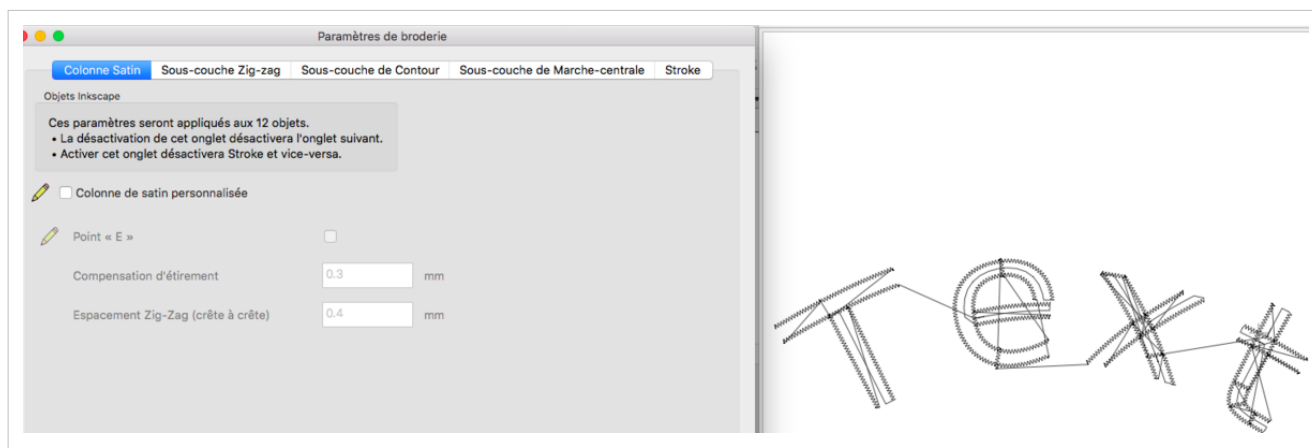 Paramètres de broderie
Colonne Satin Sous-couche Zig-zag Sous-couche de Contour Sous-couche de Marche-centrale Stroke
Objets Inkscape
Ces paramètres seront appliqués aux 12 objets.
• La désactivation de cet onglet désactivera l'onglet suivant.
• Activer cet onglet désactivera Stroke et vice-versa.
Colonne de satin personnalisée
Point « E »
Compensation d'étirement 0.3 mm
Espacement Zig-Zag (crête à crête) 0.4 mm
Text